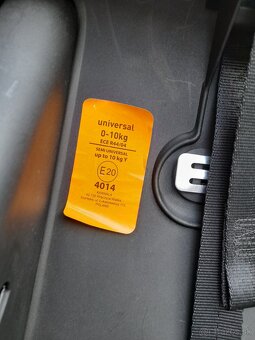 universal
0-10kg
ECE R44/04
SEMI UNIVERSAL
up to 10 kg Y
E20
4014